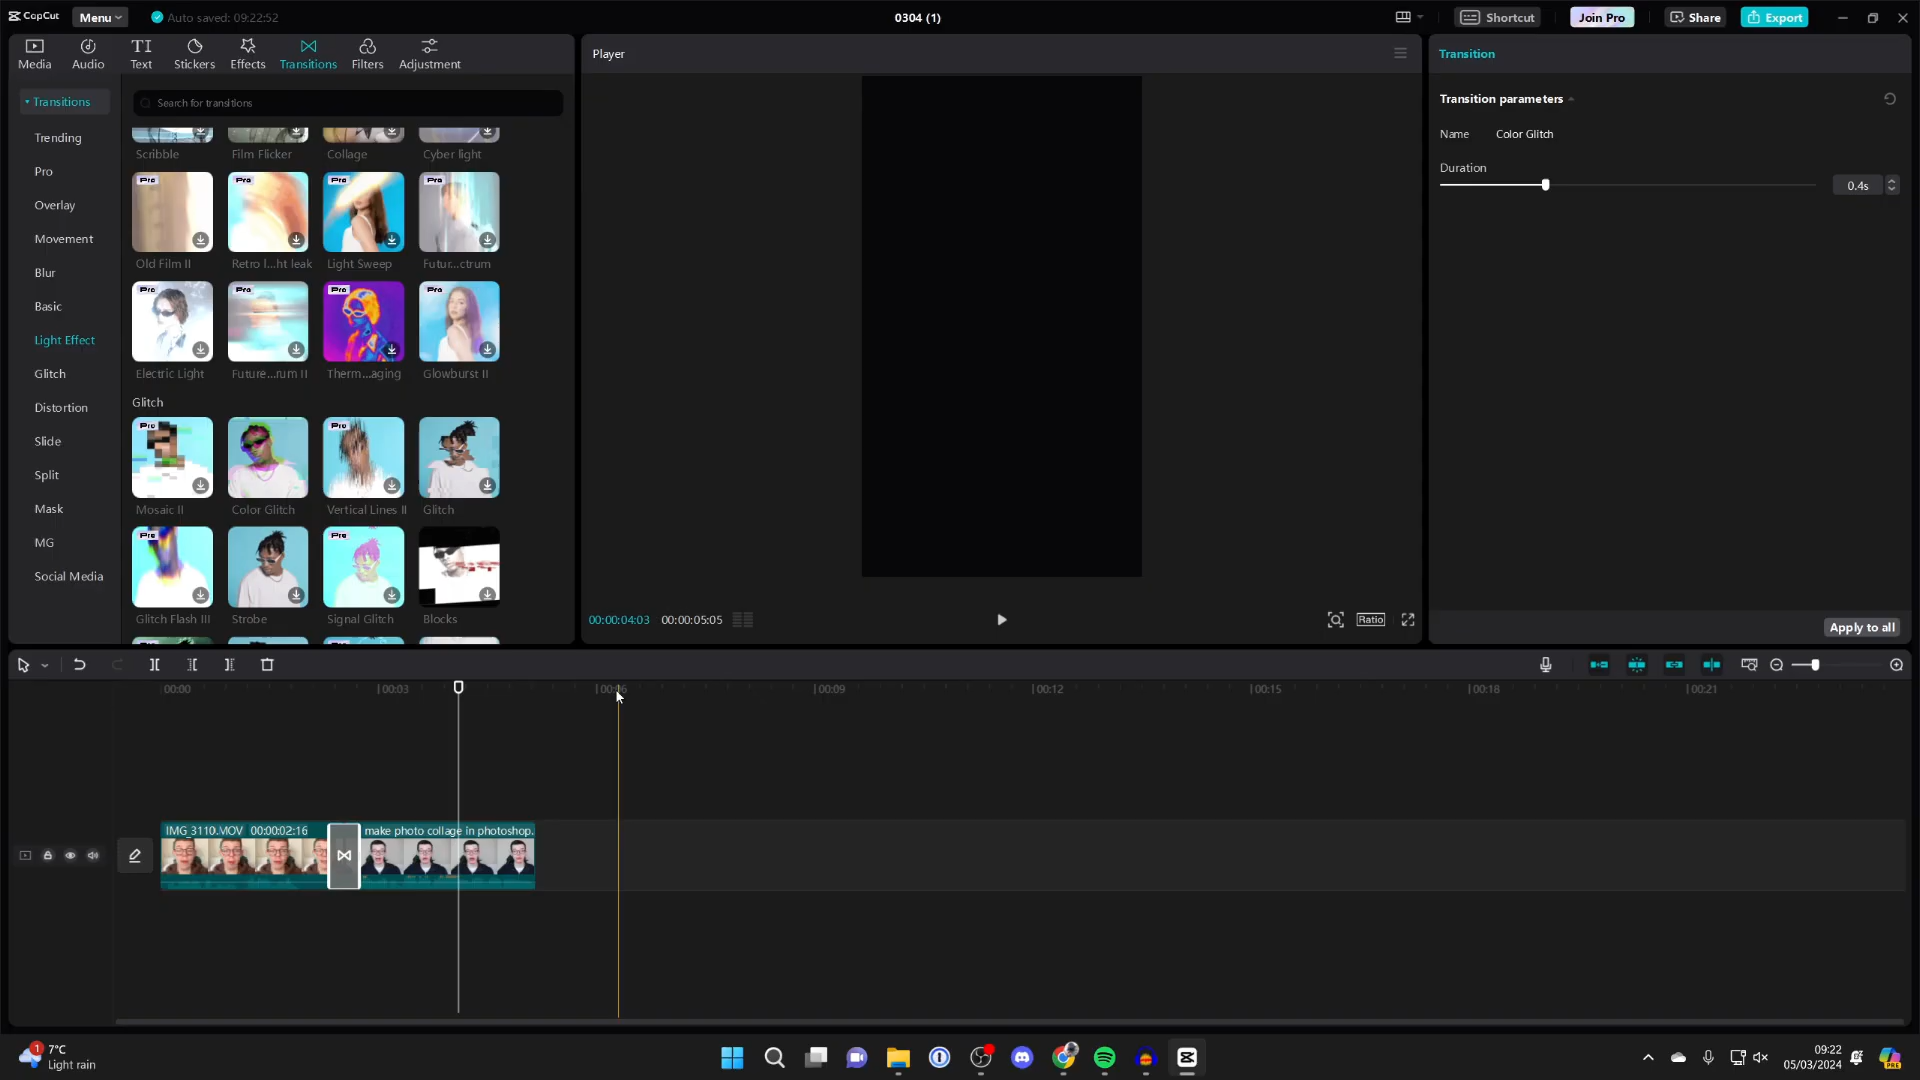 CapCut
Menu
Auto saved: 09:22:52
0304 (1)
Shortcut
Join Pro
Share
Export
Media
Audio
TI
Text
Stickers
Effects
Transitions
Filters
Adjustment
Transitions
Trending
Pro
Overlay
Movement
Blur
Basic
Light Effect
Glitch
Distortion
Slide
Split
Mask
MG
Social Media
Search for transitions
Scribble
Film Flicker
Collage
Cyber light
Pro
Pro
Pro
Pro
Old Film II
Retro l...ht leak
Light Sweep
Futur...ctrum
Pro
Pro
Pro
Pro
Electric Light
Future...rum II
Therm...aging
Glowburst II
Glitch
Pro
Pro
Mosaic II
Color Glitch
Vertical Lines II
Glitch
Pro
Pro
Glitch Flash III
Strobe
Signal Glitch
Blocks
Player
00:00:04:03
00:00:05:05
Ratio
Transition
Transition parameters
Name
Color Glitch
Duration
0.4s
Apply to all
00:00
00:03
00:06
00:09
00:12
00:15
00:18
00:21
IMG_3110.MOV 00:00:02:16
make photo collage in photoshop.
1
7°C
Light rain
09:22
05/03/2024
PRE